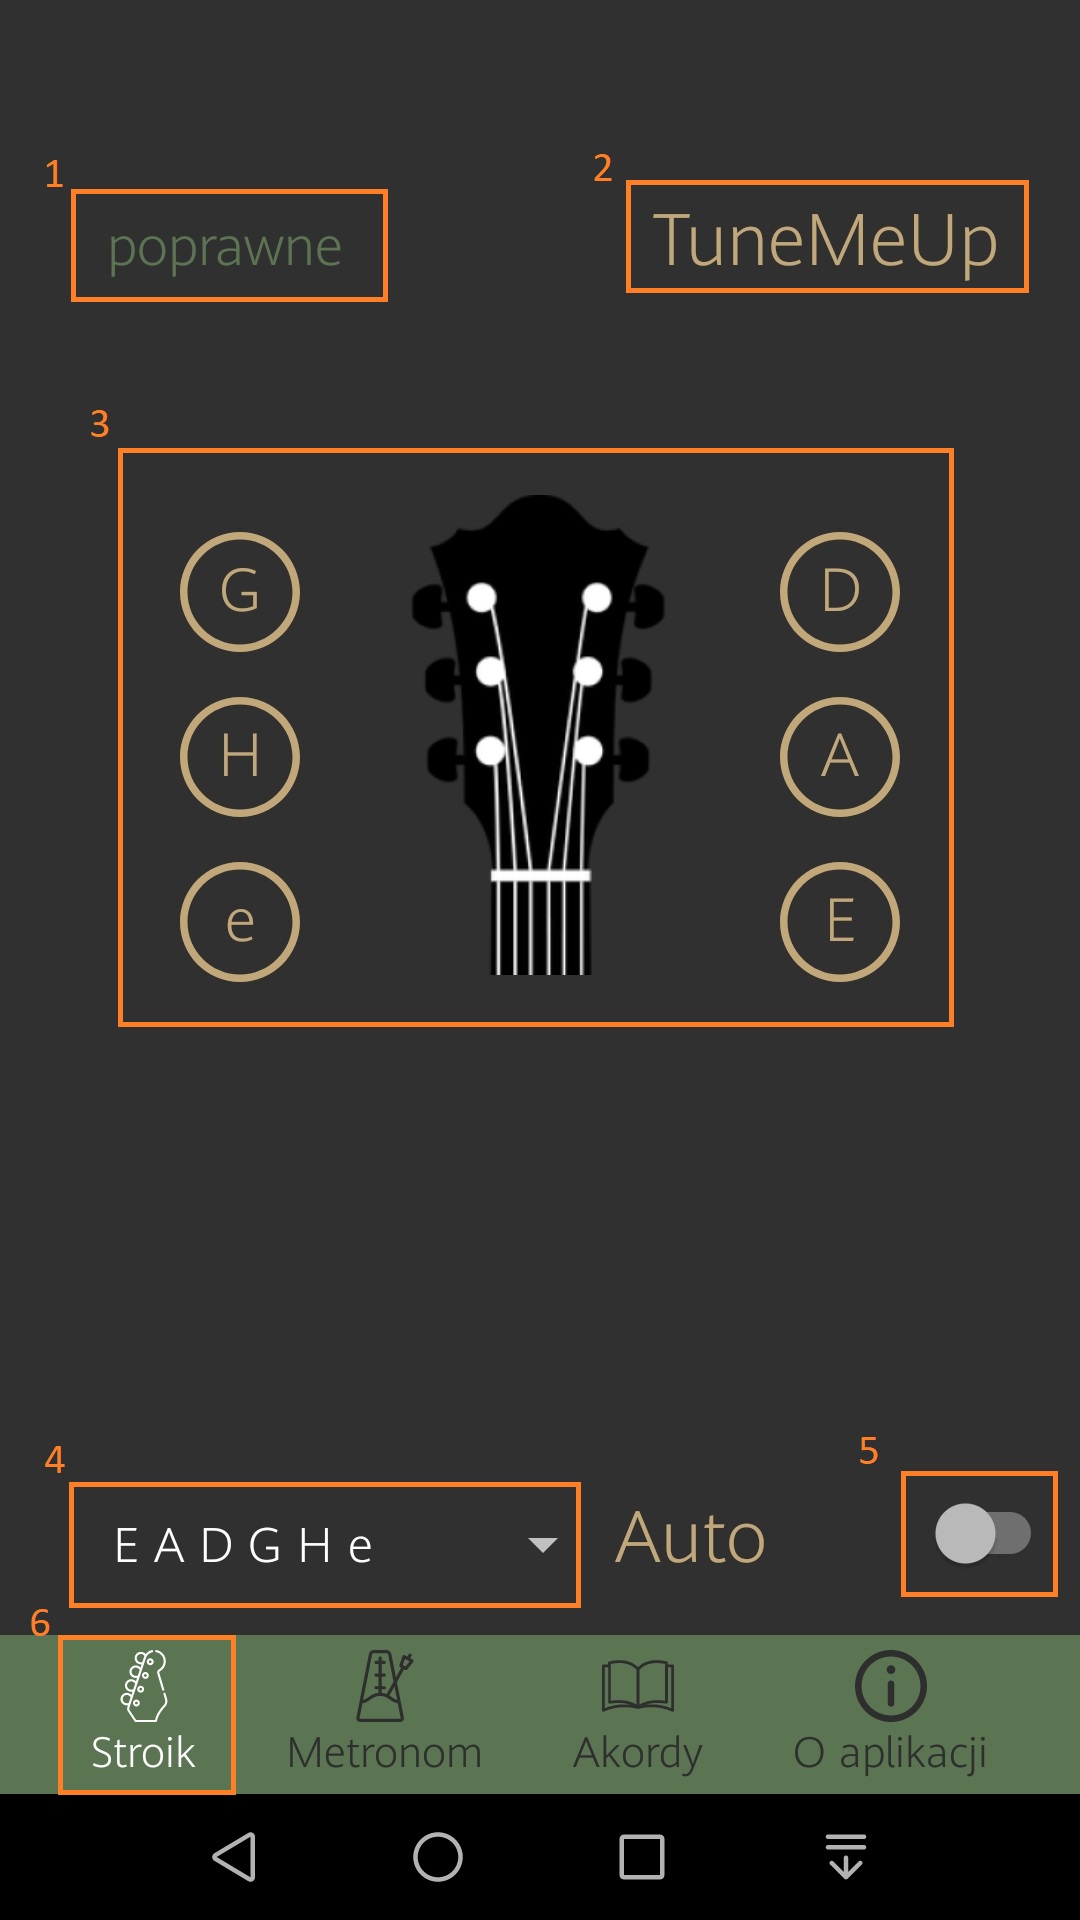 1
2
poprawne
TuneMeUp
3
G D
H A
e E
4
5
E A D G H e
Auto
6
Stroik Metronom Akordy O aplikacji